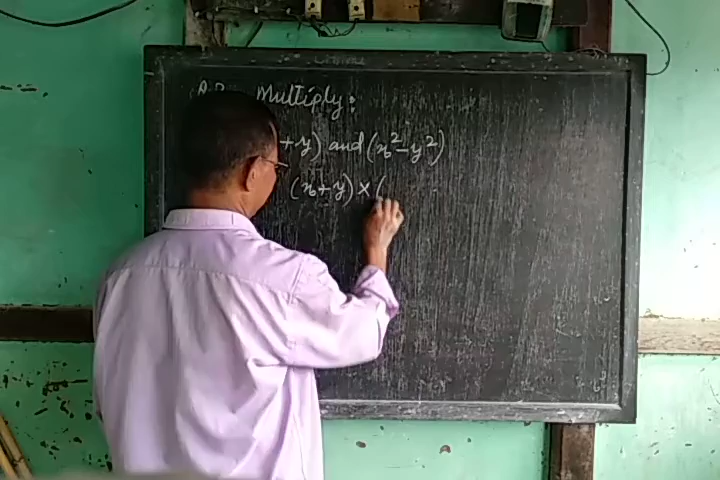 Multiply:
+ y) and (x² - y²)
(x + y) × (